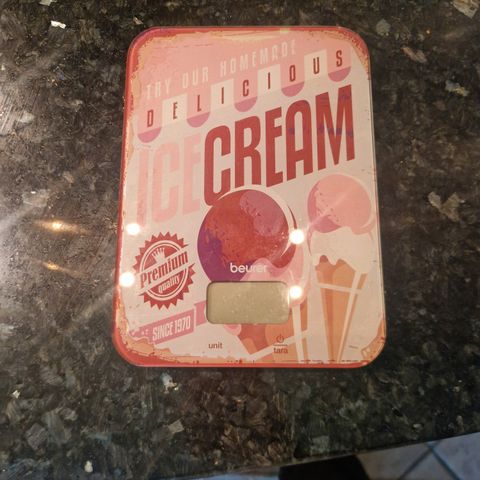 TRY OUR HOMEMADE
DELICIOUS
ICE CREAM
beurer
Premium
quality
SINCE 1970
unit
tara